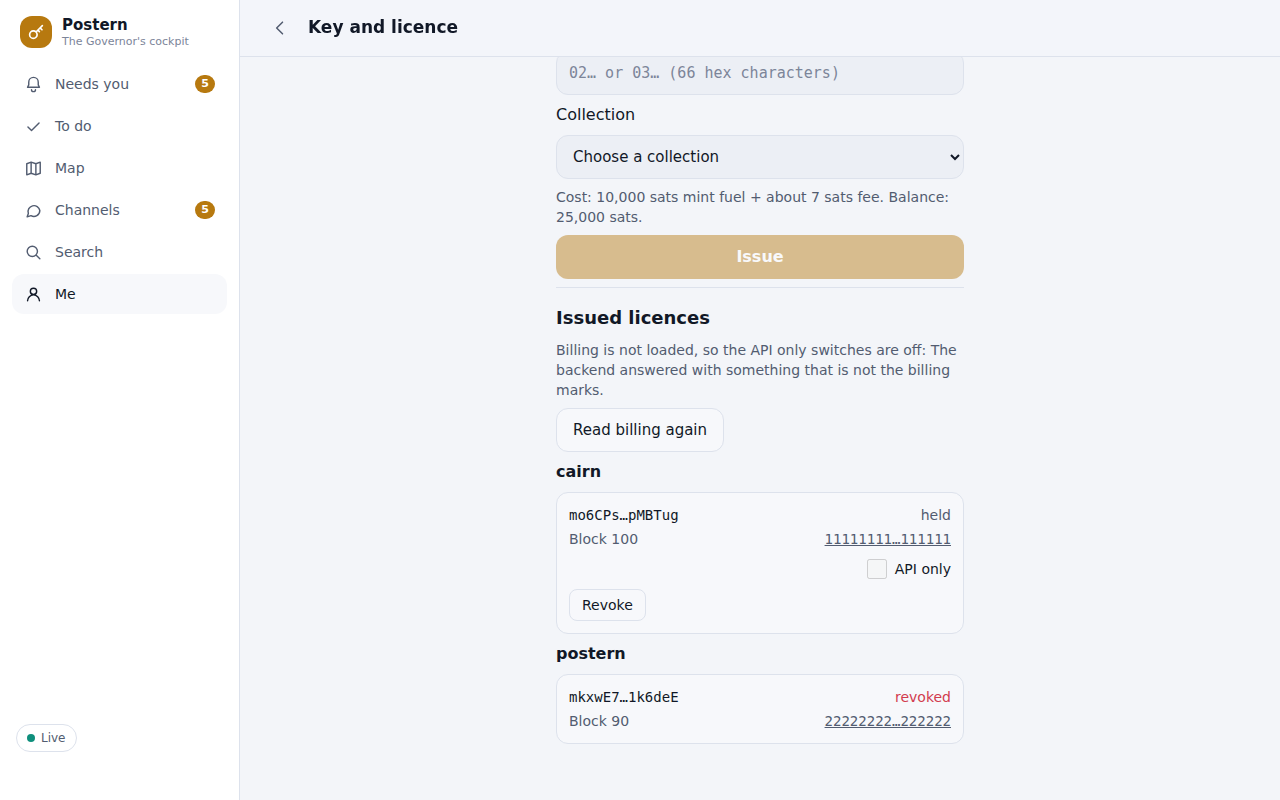 Postern
The Governor's cockpit
Needs you 5
To do
Map
Channels 5
Search
Me
Live
Key and licence
02… or 03… (66 hex characters)
Collection
Choose a collection
Cost: 10,000 sats mint fuel + about 7 sats fee. Balance:
25,000 sats.
Issue
Issued licences
Billing is not loaded, so the API only switches are off: The
backend answered with something that is not the billing
marks.
Read billing again
cairn
mo6CPs…pMBTug held
Block 100 11111111…111111
API only
Revoke
postern
mkxwE7…1k6deE revoked
Block 90 22222222…222222